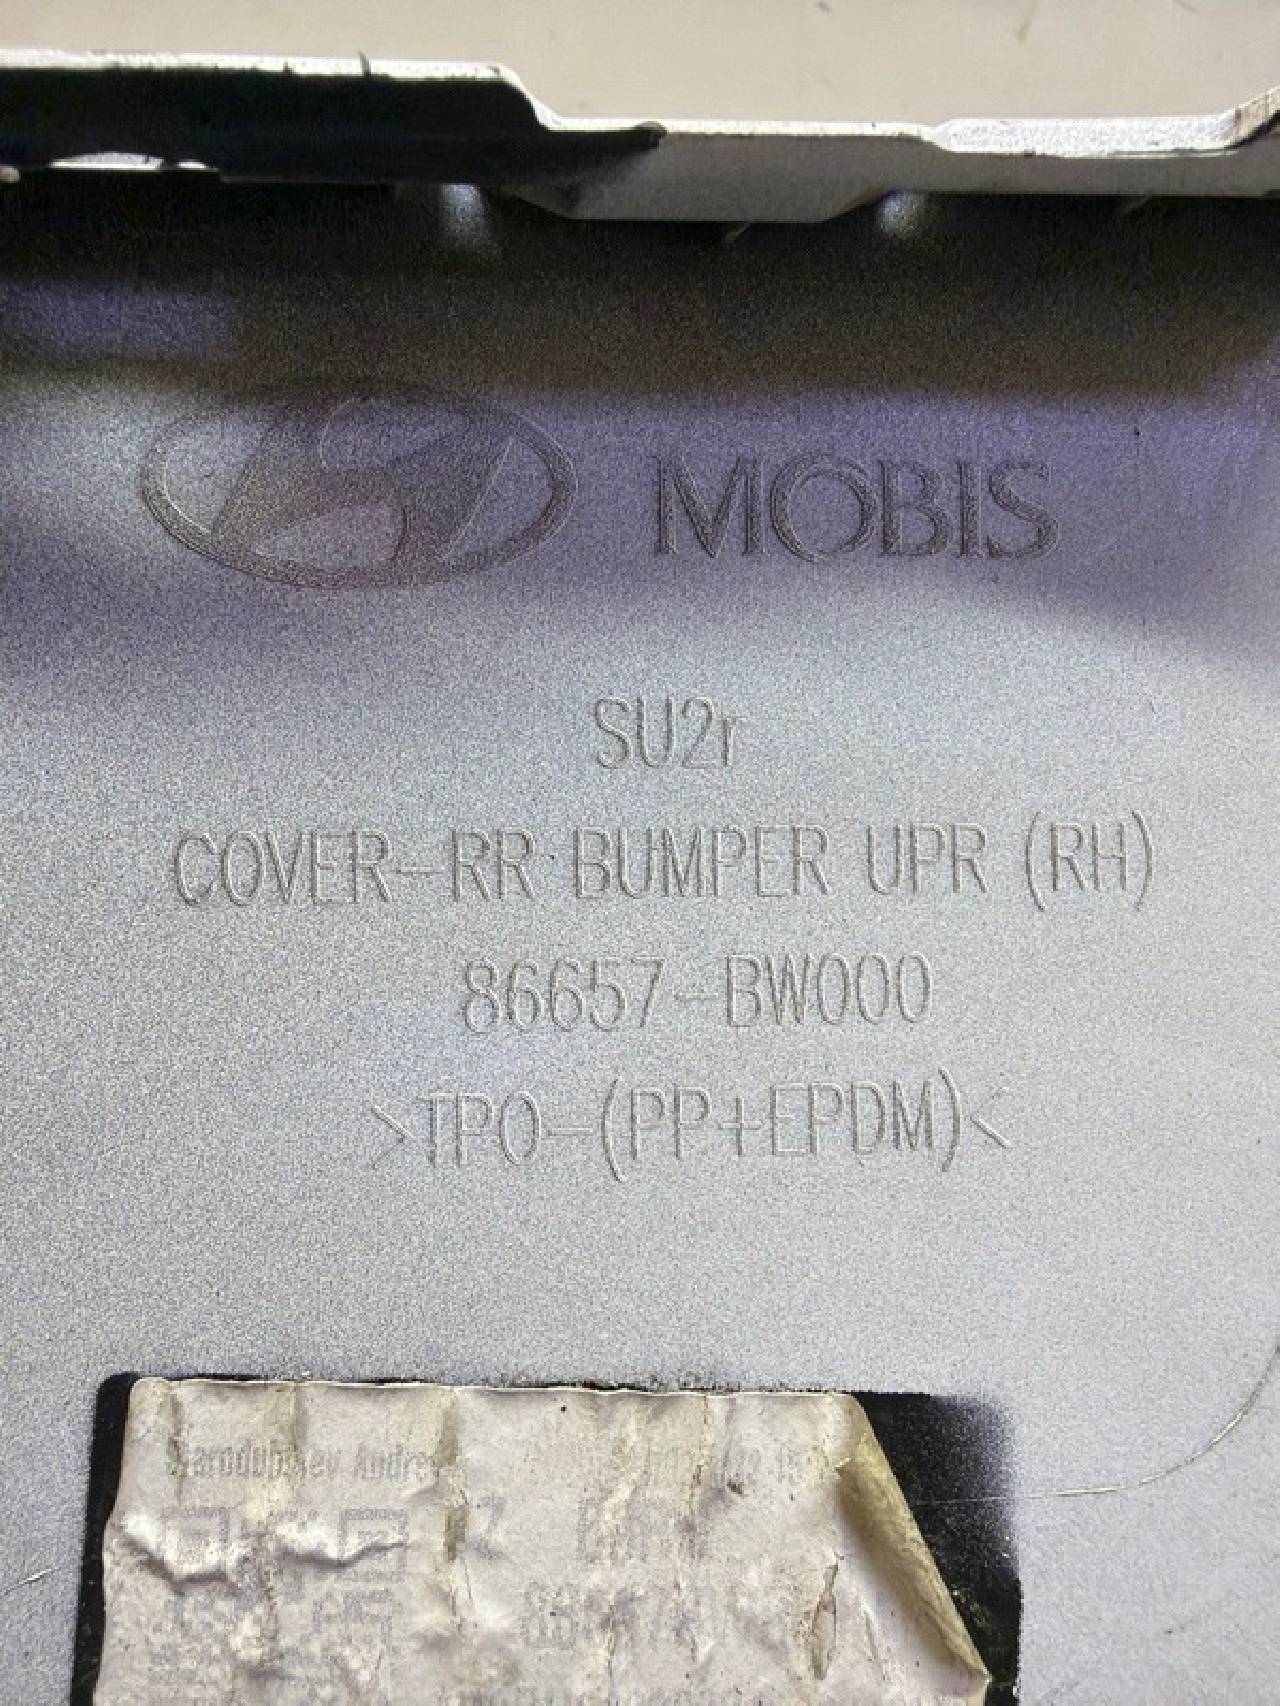 MOBIS
SU2r
COVER-RR BUMPER UPR (RH)
86657-BW000
>TPO-(PP+EPDM)<